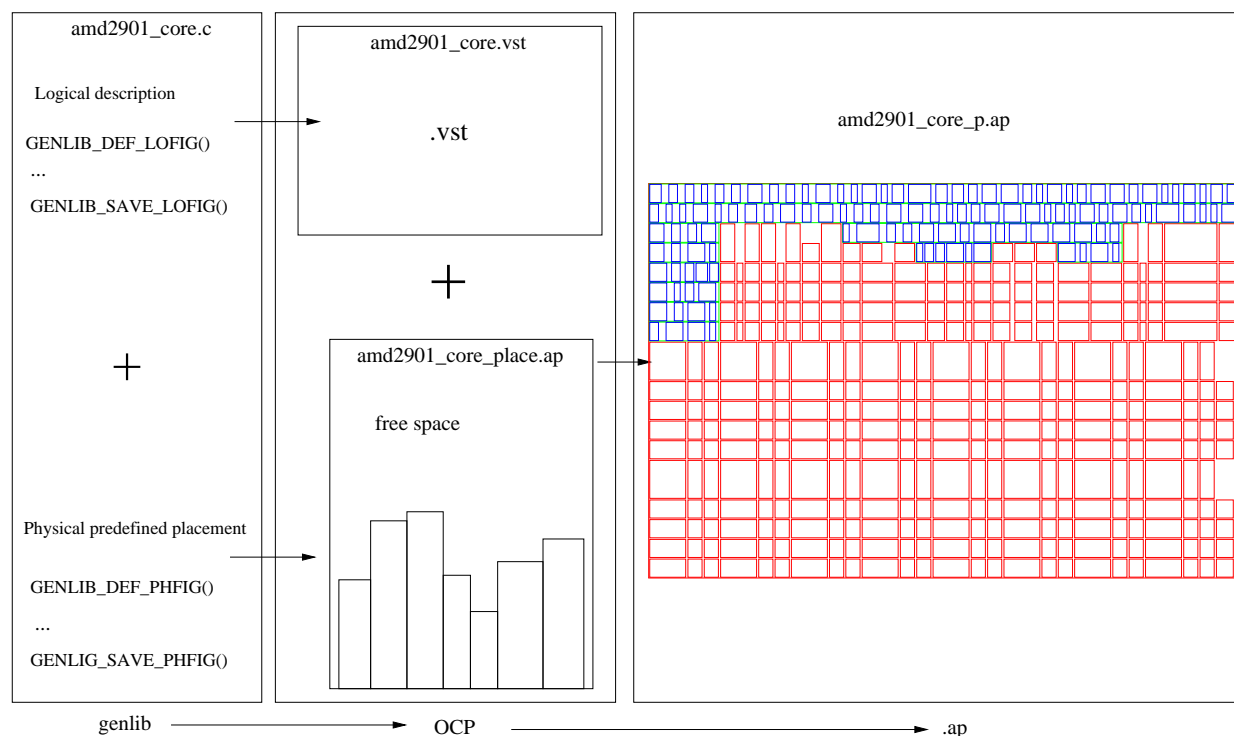 amd2901_core.c
Logical description
GENLIB_DEF_LOFIG()
...
GENLIB_SAVE_LOFIG()
+
Physical predefined placement
GENLIB_DEF_PHFIG()
...
GENLIG_SAVE_PHFIG()
amd2901_core.vst
.vst
+
amd2901_core_place.ap
free space
amd2901_core_p.ap
genlib
OCP
.ap